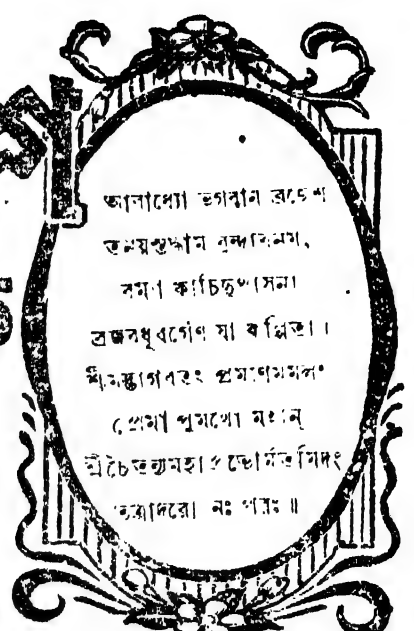 আরাধ্যো ভগবান ব্রজেশ
তনয়স্তদ্ধাম বৃন্দাবনম্,
রম্যা কাচিদুপাসনা
ব্রজবধূবর্গেণ যা কল্পিতা।
শ্রীমদ্ভাগবতং প্রমাণমমলং
প্রেমা পুমর্থো মহান্
শ্রীচৈতন্যমহাপ্রভোর্মতমিদং
তত্রাদরো নঃ পরঃ॥